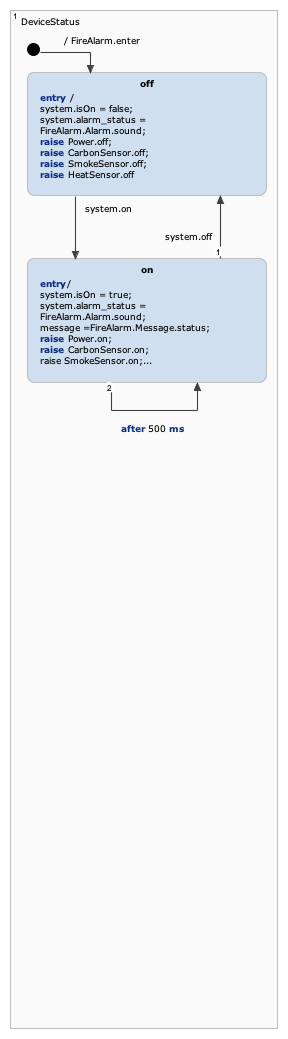 1 DeviceStatus
/ FireAlarm.enter
off
entry /
system.isOn = false;
system.alarm_status =
FireAlarm.Alarm.sound;
raise Power.off;
raise CarbonSensor.off;
raise SmokeSensor.off;
raise HeatSensor.off
system.on
system.off
1
on
entry/
system.isOn = true;
system.alarm_status =
FireAlarm.Alarm.sound;
message =FireAlarm.Message.status;
raise Power.on;
raise CarbonSensor.on;
raise SmokeSensor.on;...
2
after 500 ms